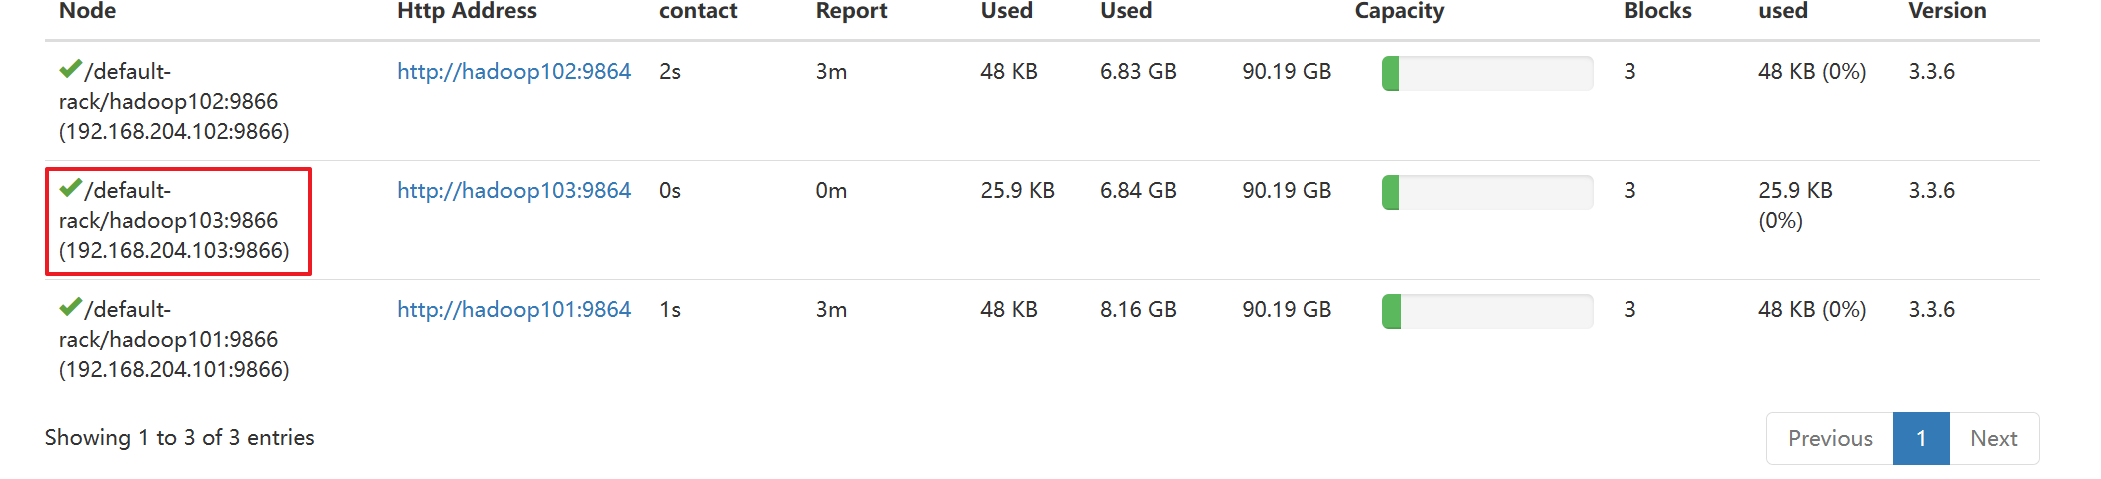 Node Http Address contact Report Used Used Capacity Blocks used Version
/default- http://hadoop102:9864 2s 3m 48 KB 6.83 GB 90.19 GB 3 48 KB (0%) 3.3.6
rack/hadoop102:9866
(192.168.204.102:9866)
/default- http://hadoop103:9864 0s 0m 25.9 KB 6.84 GB 90.19 GB 3 25.9 KB 3.3.6
rack/hadoop103:9866 (0%)
(192.168.204.103:9866)
/default- http://hadoop101:9864 1s 3m 48 KB 8.16 GB 90.19 GB 3 48 KB (0%) 3.3.6
rack/hadoop101:9866
(192.168.204.101:9866)
Showing 1 to 3 of 3 entries Previous 1 Next